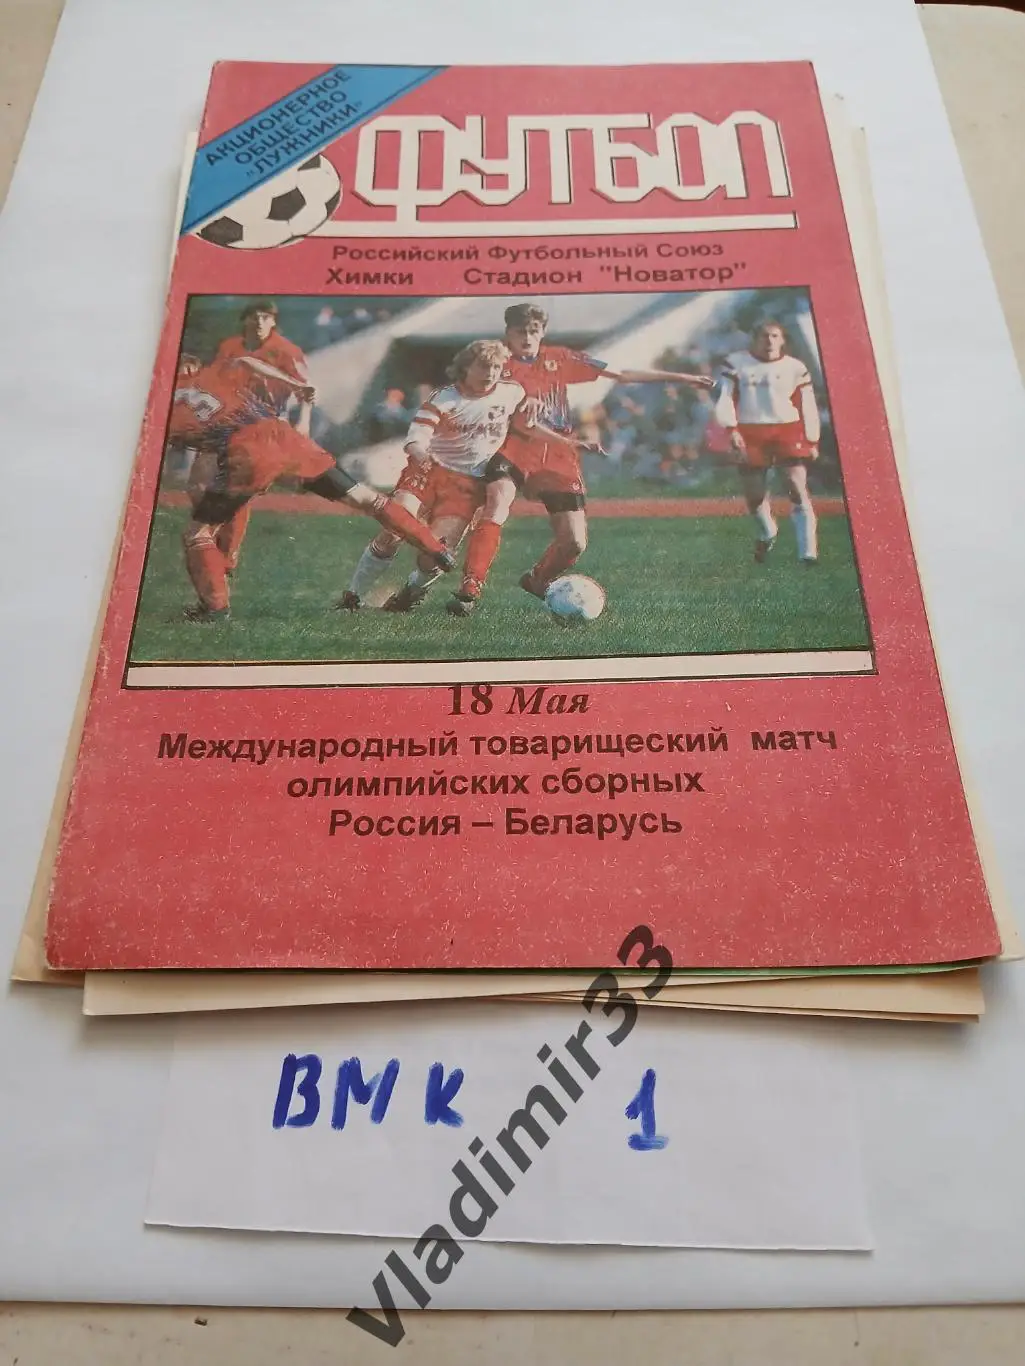 АКЦИОНЕРНОЕ
ОБЩЕСТВО
„ЛУЖНИКИ“
ФУТБОЛ
Российский Футбольный Союз
Химки Стадион "Новатор"
3
18 Мая
Международный товарищеский матч
олимпийских сборных
Россия – Беларусь
ВМК 1
vladimir33